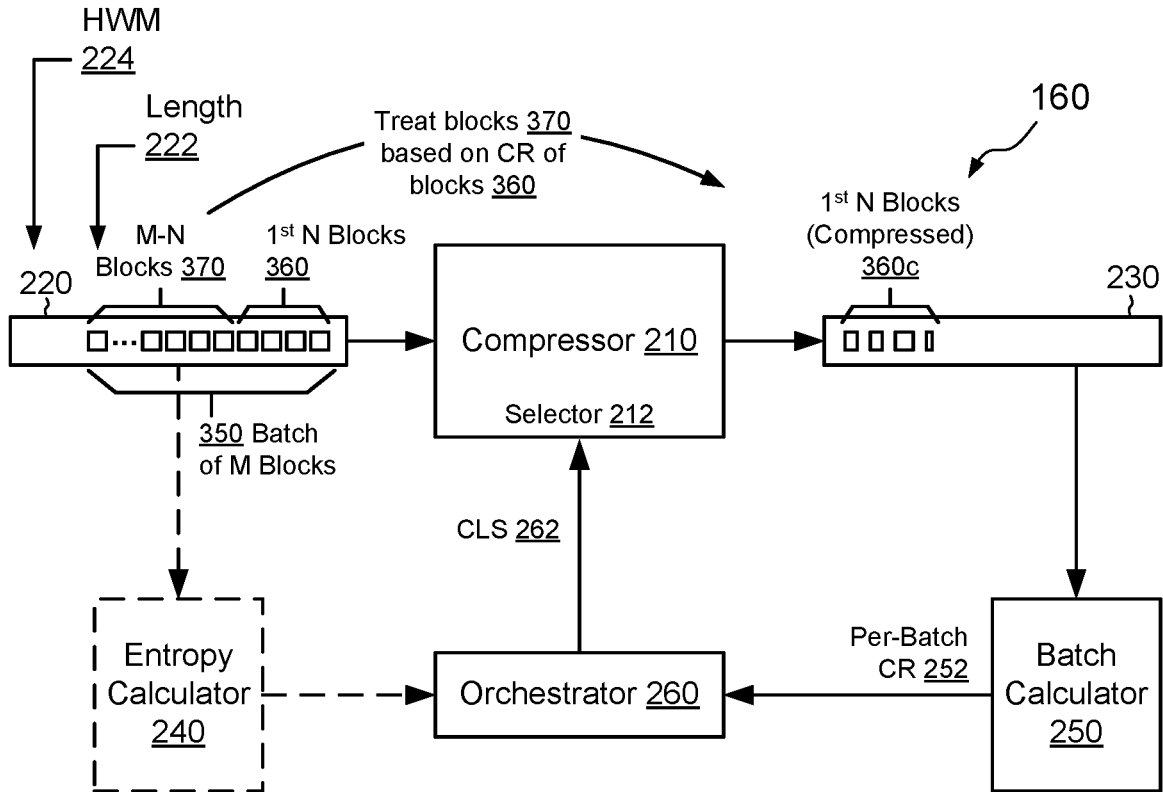 HWM
224
Length
222
Treat blocks 370
based on CR of
blocks 360
160
M-N
Blocks 370
1st N Blocks
360
1st N Blocks
(Compressed)
360c
220
230
...
Compressor 210
Selector 212
350 Batch
of M Blocks
CLS 262
Entropy
Calculator
240
Orchestrator 260
Per-Batch
CR 252
Batch
Calculator
250